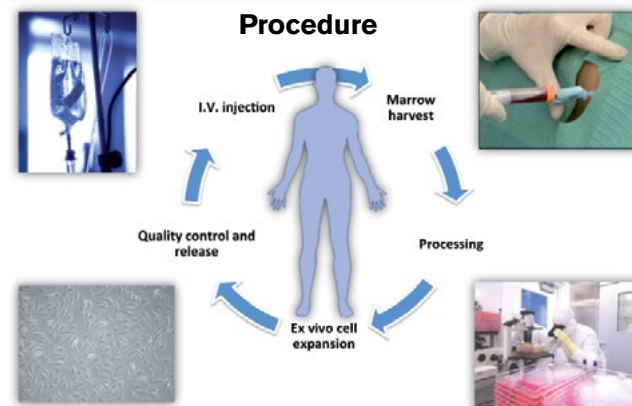 Procedure
I.V. injection
Marrow
harvest
Quality control and
release
Processing
Ex vivo cell
expansion